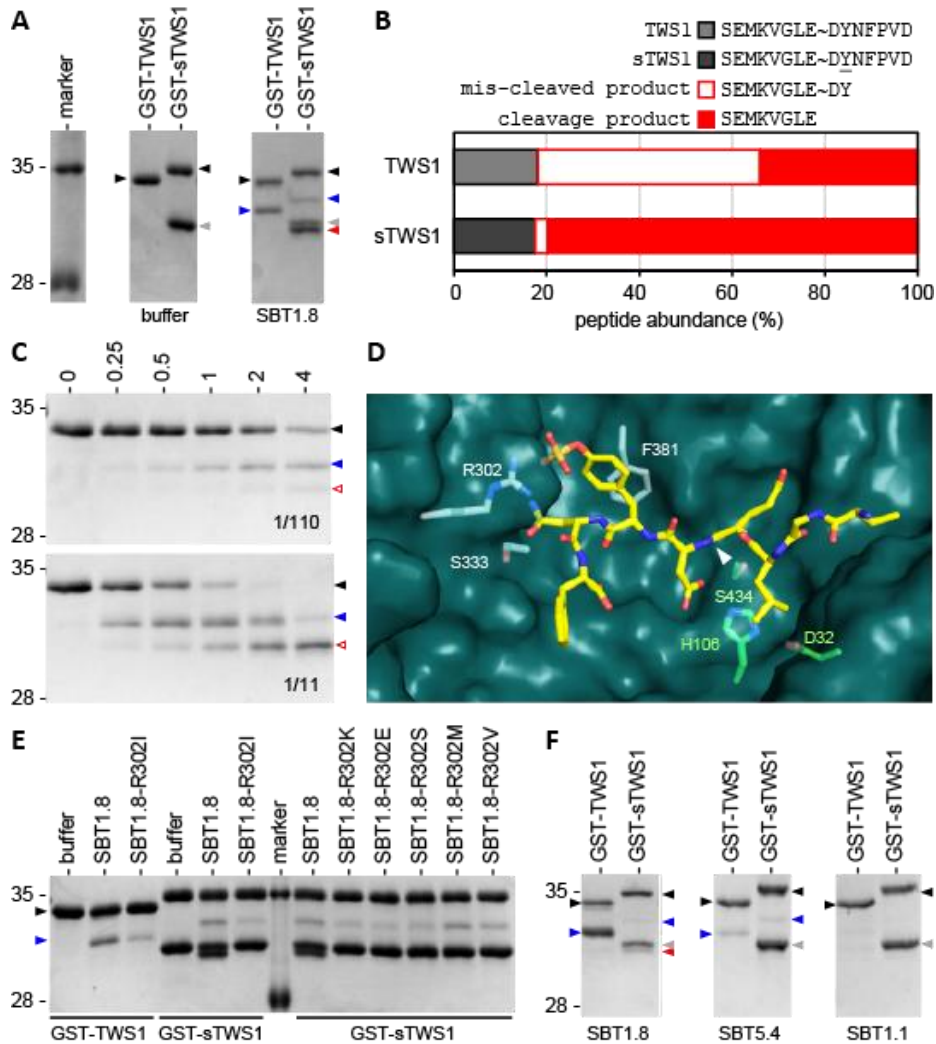 A
marker
GST-TWS1
GST-sTWS1
GST-TWS1
GST-sTWS1
35 -
28 -
buffer
SBT1.8
B
TWS1 SEMKVGLE~DYNFPVD
sTWS1 SEMKVGLE~DYNFPVD
mis-cleaved product SEMKVGLE~DY
cleavage product SEMKVGLE
TWS1
sTWS1
0 20 40 60 80 100
peptide abundance (%)
C
0 0.25 0.5 1 2 4
35 -
28 -
1/110
35 -
28 -
1/11
D
F381
R302
S333
S434
H106
D32
E
buffer
SBT1.8
SBT1.8-R302I
buffer
SBT1.8
SBT1.8-R302I
marker
SBT1.8
SBT1.8-R302K
SBT1.8-R302E
SBT1.8-R302S
SBT1.8-R302M
SBT1.8-R302V
35 -
28 -
GST-TWS1 GST-sTWS1 GST-sTWS1
F
GST-TWS1
GST-sTWS1
GST-TWS1
GST-sTWS1
GST-TWS1
GST-sTWS1
35 -
28 -
SBT1.8 SBT5.4 SBT1.1